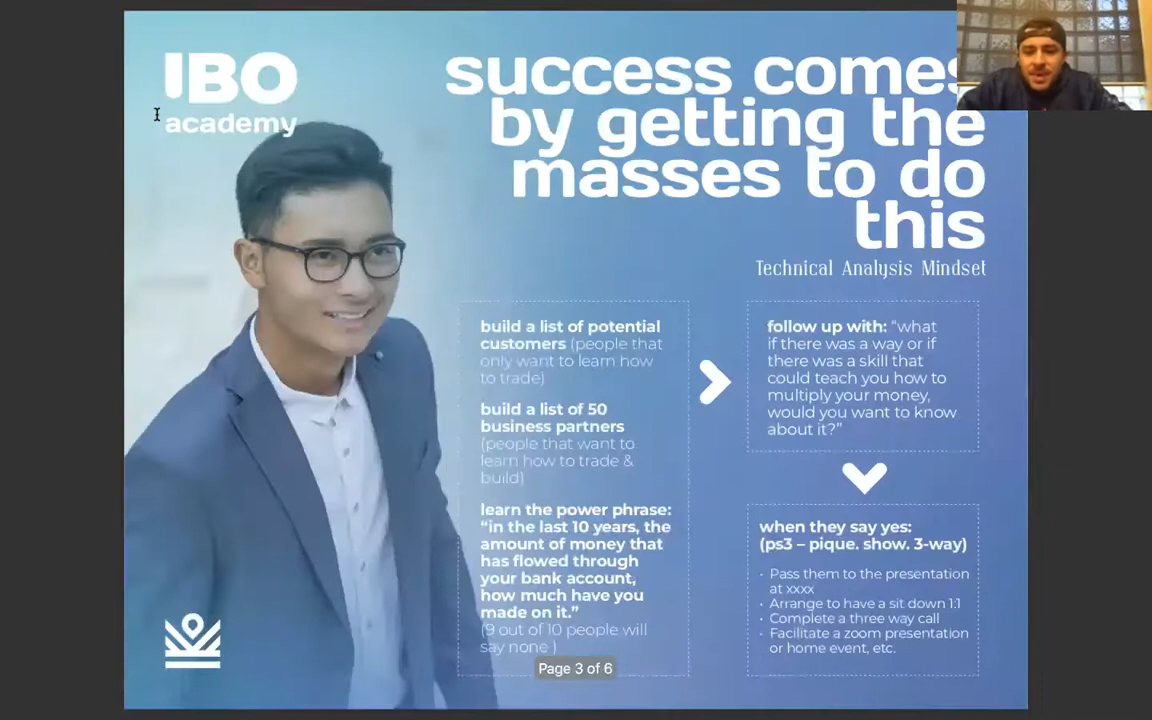 IBO
academy
success comes
by getting the
masses to do
this
Technical Analysis Mindset
build a list of potential
customers (people that
only want to learn how
to trade)
build a list of 50
business partners
(people that want to
learn how to trade &
build)
learn the power phrase:
“in the last 10 years, the
amount of money that
has flowed through
your bank account,
how much have you
made on it.”
(9 out of 10 people will
say none )
follow up with: “what
if there was a way or if
there was a skill that
could teach you how to
multiply your money,
would you want to know
about it?”
when they say yes:
(ps3 – pique. show. 3-way)
· Pass them to the presentation
at xxxx
· Arrange to have a sit down 1:1
· Complete a three way call
· Facilitate a zoom presentation
or home event, etc.
Page 3 of 6